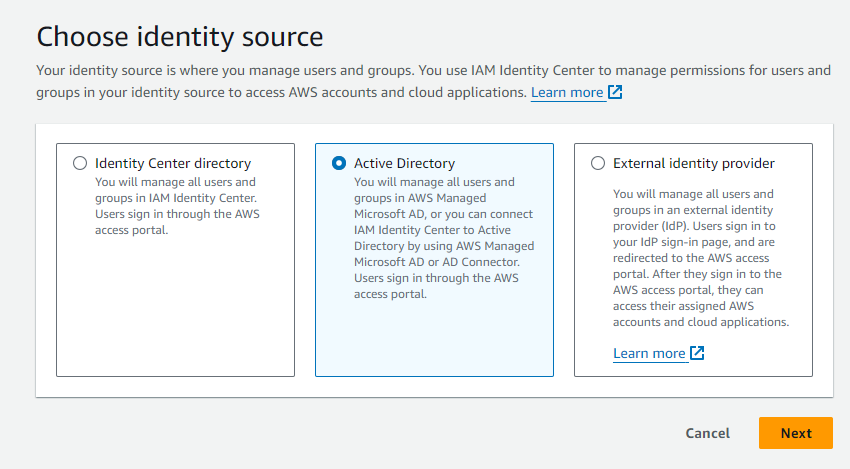 Choose identity source
Your identity source is where you manage users and groups. You use IAM Identity Center to manage permissions for users and
groups in your identity source to access AWS accounts and cloud applications. Learn more
Identity Center directory
You will manage all users and
groups in IAM Identity Center.
Users sign in through the AWS
access portal.
Active Directory
You will manage all users and
groups in AWS Managed
Microsoft AD, or you can connect
IAM Identity Center to Active
Directory by using AWS Managed
Microsoft AD or AD Connector.
Users sign in through the AWS
access portal.
External identity provider
You will manage all users and
groups in an external identity
provider (IdP). Users sign in to
your IdP sign-in page, and are
redirected to the AWS access
portal. After they sign in to the
AWS access portal, they can
access their assigned AWS
accounts and cloud applications.
Learn more
Cancel
Next